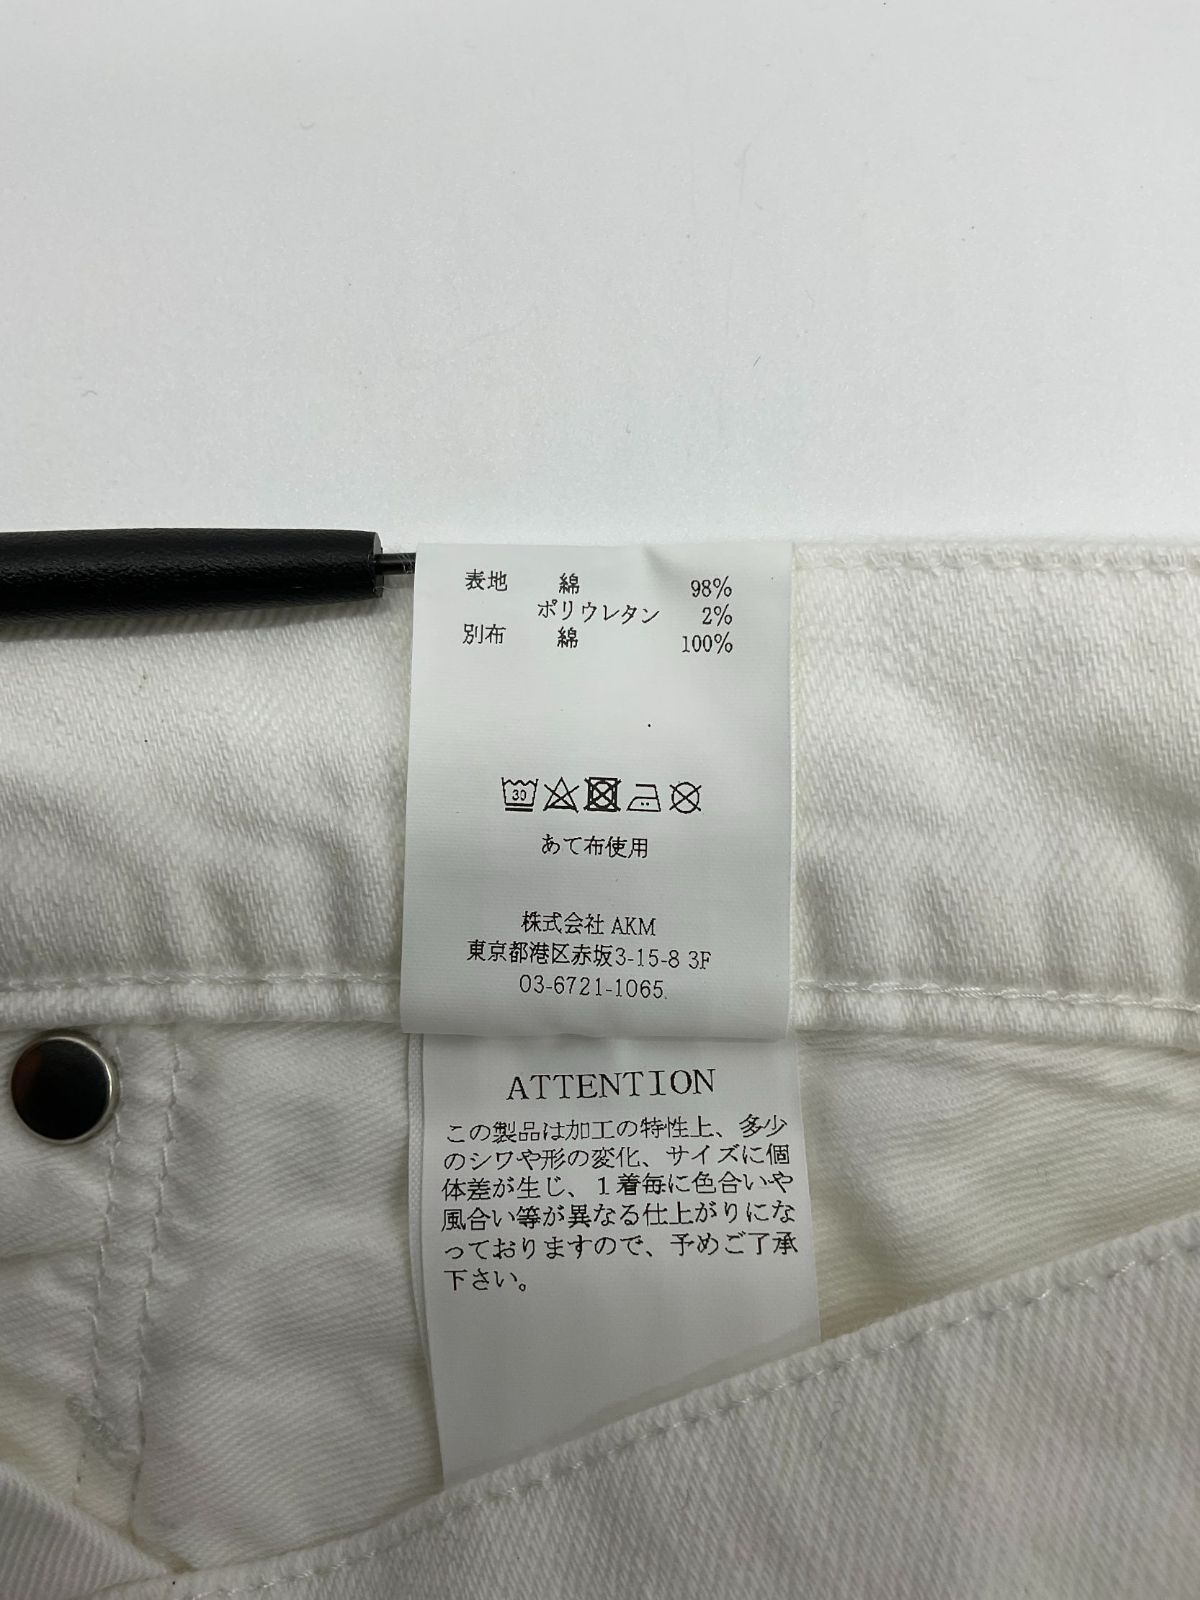 表地 綿 98%
ポリウレタン 2%
別布 綿 100%
30
あて布使用
株式会社 AKM
東京都港区赤坂3-15-8 3F
03-6721-1065
ATTENTION
この製品は加工の特性上、多少
のシワや形の変化、サイズに個
体差が生じ、１着毎に色合いや
風合い等が異なる仕上がりにな
っておりますので、予めご了承
下さい。